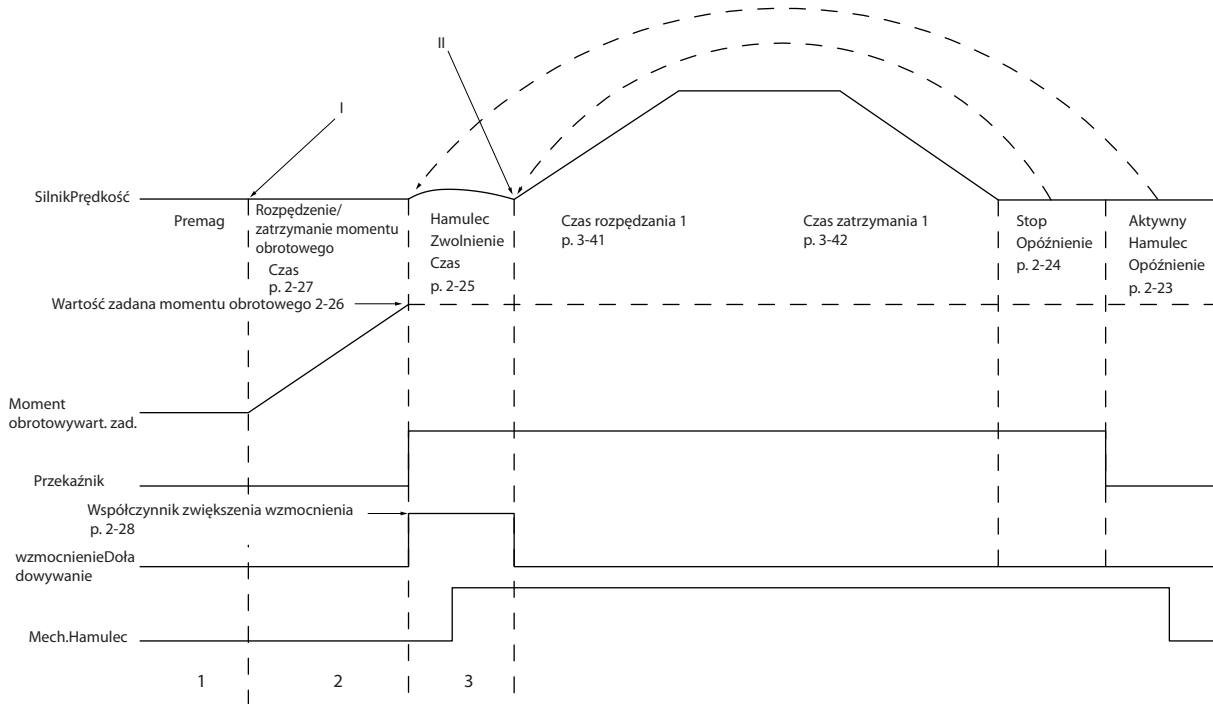 II
I
SilnikPrędkość
Premag
Rozpędzenie/
zatrzymanie momentu
obrotowego
Czas
p. 2-27
Hamulec
Zwolnienie
Czas
p. 2-25
Czas rozpędzania 1
p. 3-41
Czas zatrzymania 1
p. 3-42
Stop
Opóźnienie
p. 2-24
Aktywny
Hamulec
Opóźnienie
p. 2-23
Wartość zadana momentu obrotowego 2-26
Moment
obrotowywart. zad.
Przekaźnik
Współczynnik zwiększenia wzmocnienia
p. 2-28
wzmocnienieDoła
dowywanie
Mech.Hamulec
1
2
3